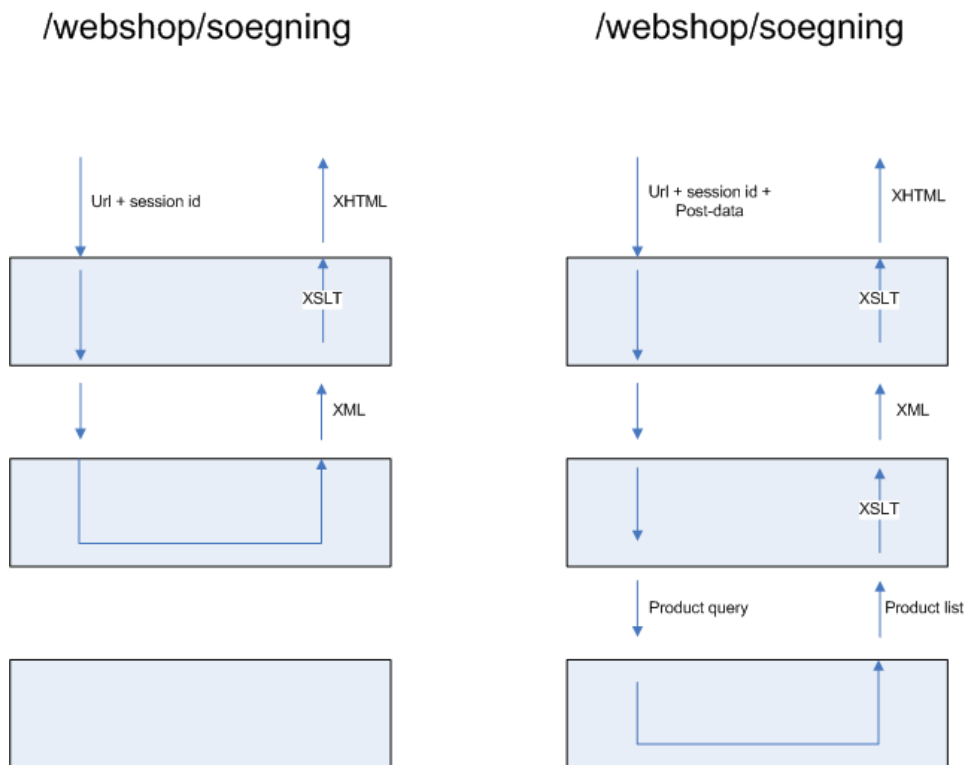 /webshop/soegning
/webshop/soegning
Url + session id
XHTML
Url + session id +
Post-data
XHTML
XSLT
XSLT
XML
XML
XSLT
Product query
Product list